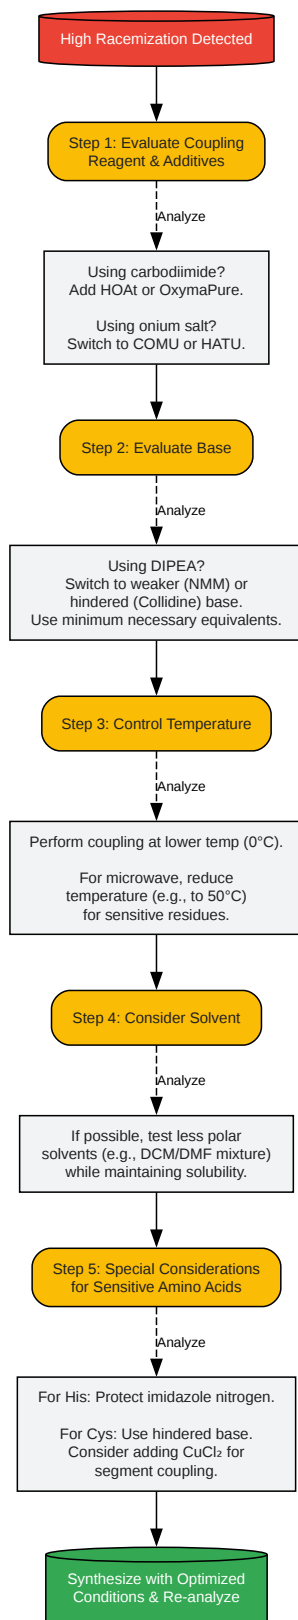 High Racemization Detected
Step 1: Evaluate Coupling
Reagent & Additives
Analyze
Using carbodiimide?
Add HOAt or OxymaPure.
Using onium salt?
Switch to COMU or HATU.
Step 2: Evaluate Base
Analyze
Using DIPEA?
Switch to weaker (NMM) or
hindered (Collidine) base.
Use minimum necessary equivalents.
Step 3: Control Temperature
Analyze
Perform coupling at lower temp (0°C).
For microwave, reduce
temperature (e.g., to 50°C)
for sensitive residues.
Step 4: Consider Solvent
Analyze
If possible, test less polar
solvents (e.g., DCM/DMF mixture)
while maintaining solubility.
Step 5: Special Considerations
for Sensitive Amino Acids
Analyze
For His: Protect imidazole nitrogen.
For Cys: Use hindered base.
Consider adding CuCl₂ for
segment coupling.
Synthesize with Optimized
Conditions & Re-analyze